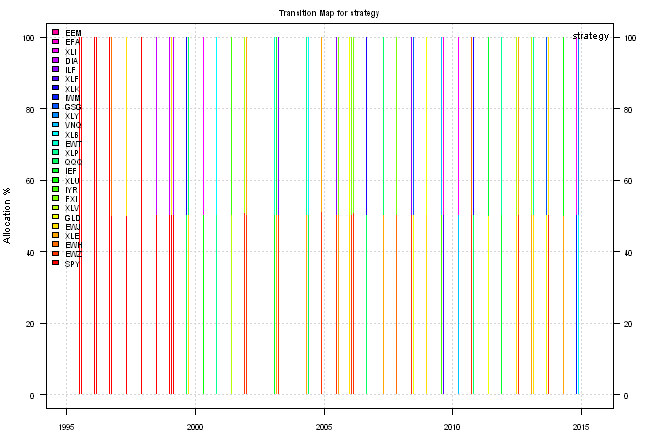 Transition Map for strategy
strategy
EEM
EFA
XLI
DIA
ILF
XLF
XLK
IWM
GSG
XLY
VNQ
XLB
EWT
XLP
QQQ
IEF
XLU
IYR
FXI
XLV
GLD
EWJ
XLE
EWH
EWZ
SPY
Allocation %
100
80
60
40
20
0
100
80
60
40
20
0
1995
2000
2005
2010
2015